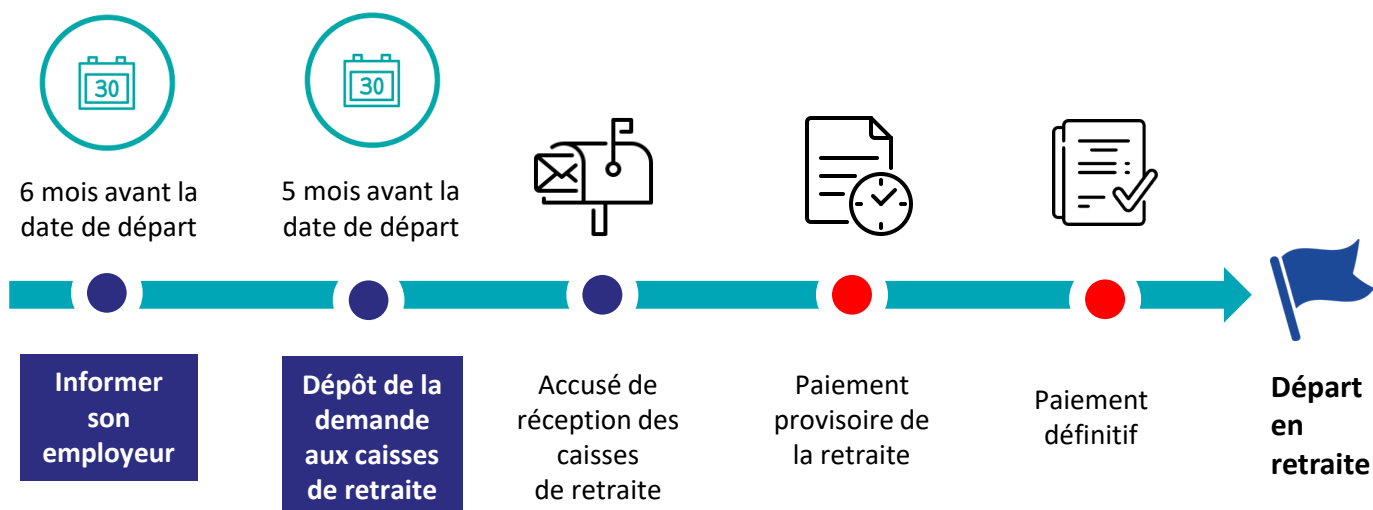 30
30
6 mois avant la
date de départ
5 mois avant la
date de départ
Informer
son
employeur
Dépôt de la
demande
aux caisses
de retraite
Accusé de
réception des
caisses
de retraite
Paiement
provisoire de
la retraite
Paiement
définitif
Départ
en
retraite